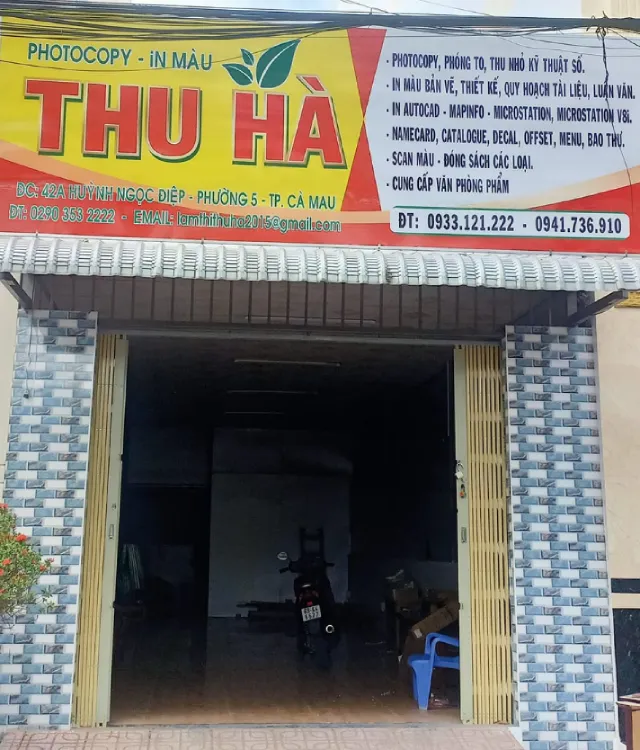 PHOTOCOPY - iN MÀU
THU HÀ
ĐC: 42A HUỲNH NGỌC ĐIỆP - PHƯỜNG 5 - TP. CÀ MAU
ĐT: 0290 353 2222 - EMAIL: lamthithuha2015@gmail.com
• PHOTOCOPY, PHÓNG TO, THU NHỎ KỸ THUẬT SỐ.
• IN MÀU BẢN VẼ, THIẾT KẾ, QUY HOẠCH TÀI LIỆU, LUẬN VĂN.
• IN AUTOCAD - MAPINFO - MICROSTATION, MICROSTATION V8i.
• NAMECARD, CATALOGUE, DECAL, OFFSET, MENU, BAO THƯ.
• SCAN MÀU - ĐÓNG SÁCH CÁC LOẠI.
• CUNG CẤP VĂN PHÒNG PHẨM
ĐT: 0933.121.222 - 0941.736.910